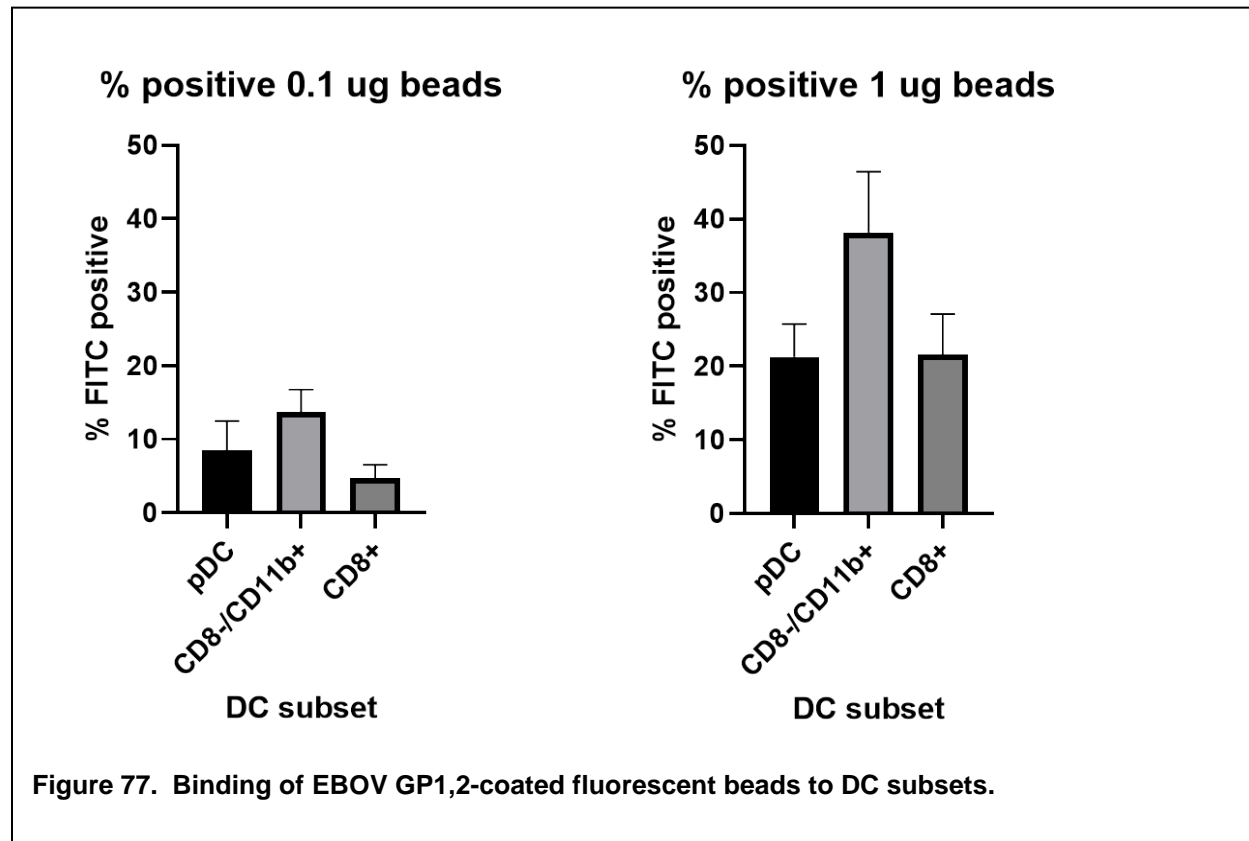 % positive 0.1 ug beads
% FITC positive
50
40
30
20
10
0
pDC
CD8-/CD11b+
CD8+
DC subset
% positive 1 ug beads
% FITC positive
50
40
30
20
10
0
pDC
CD8-/CD11b+
CD8+
DC subset
Figure 77.  Binding of EBOV GP1,2-coated fluorescent beads to DC subsets.